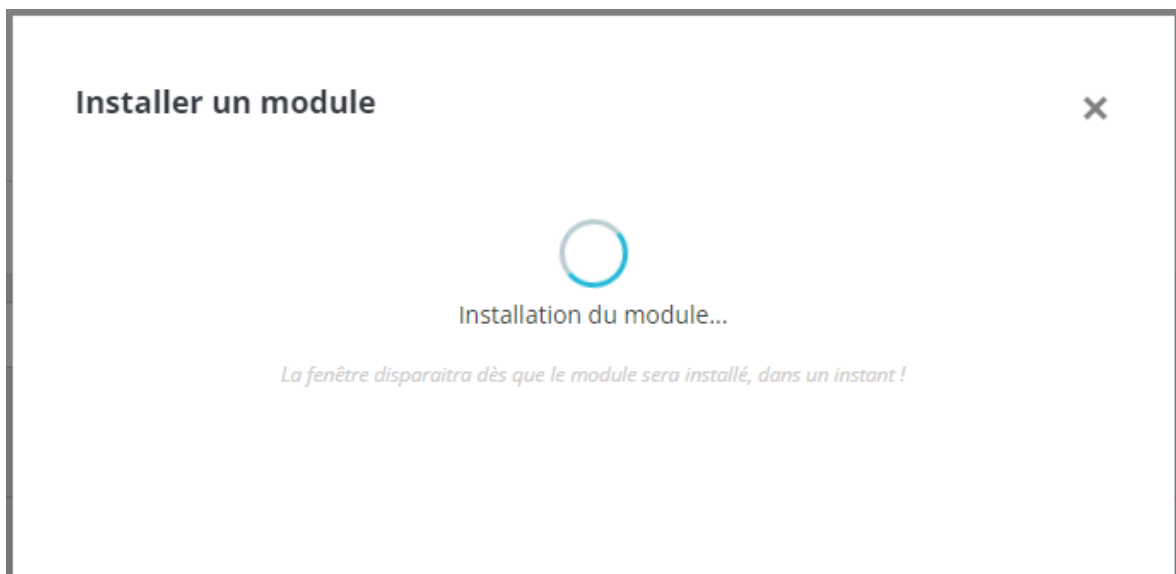 Installer un module
Installation du module...
La fenêtre disparaitra dès que le module sera installé, dans un instant !